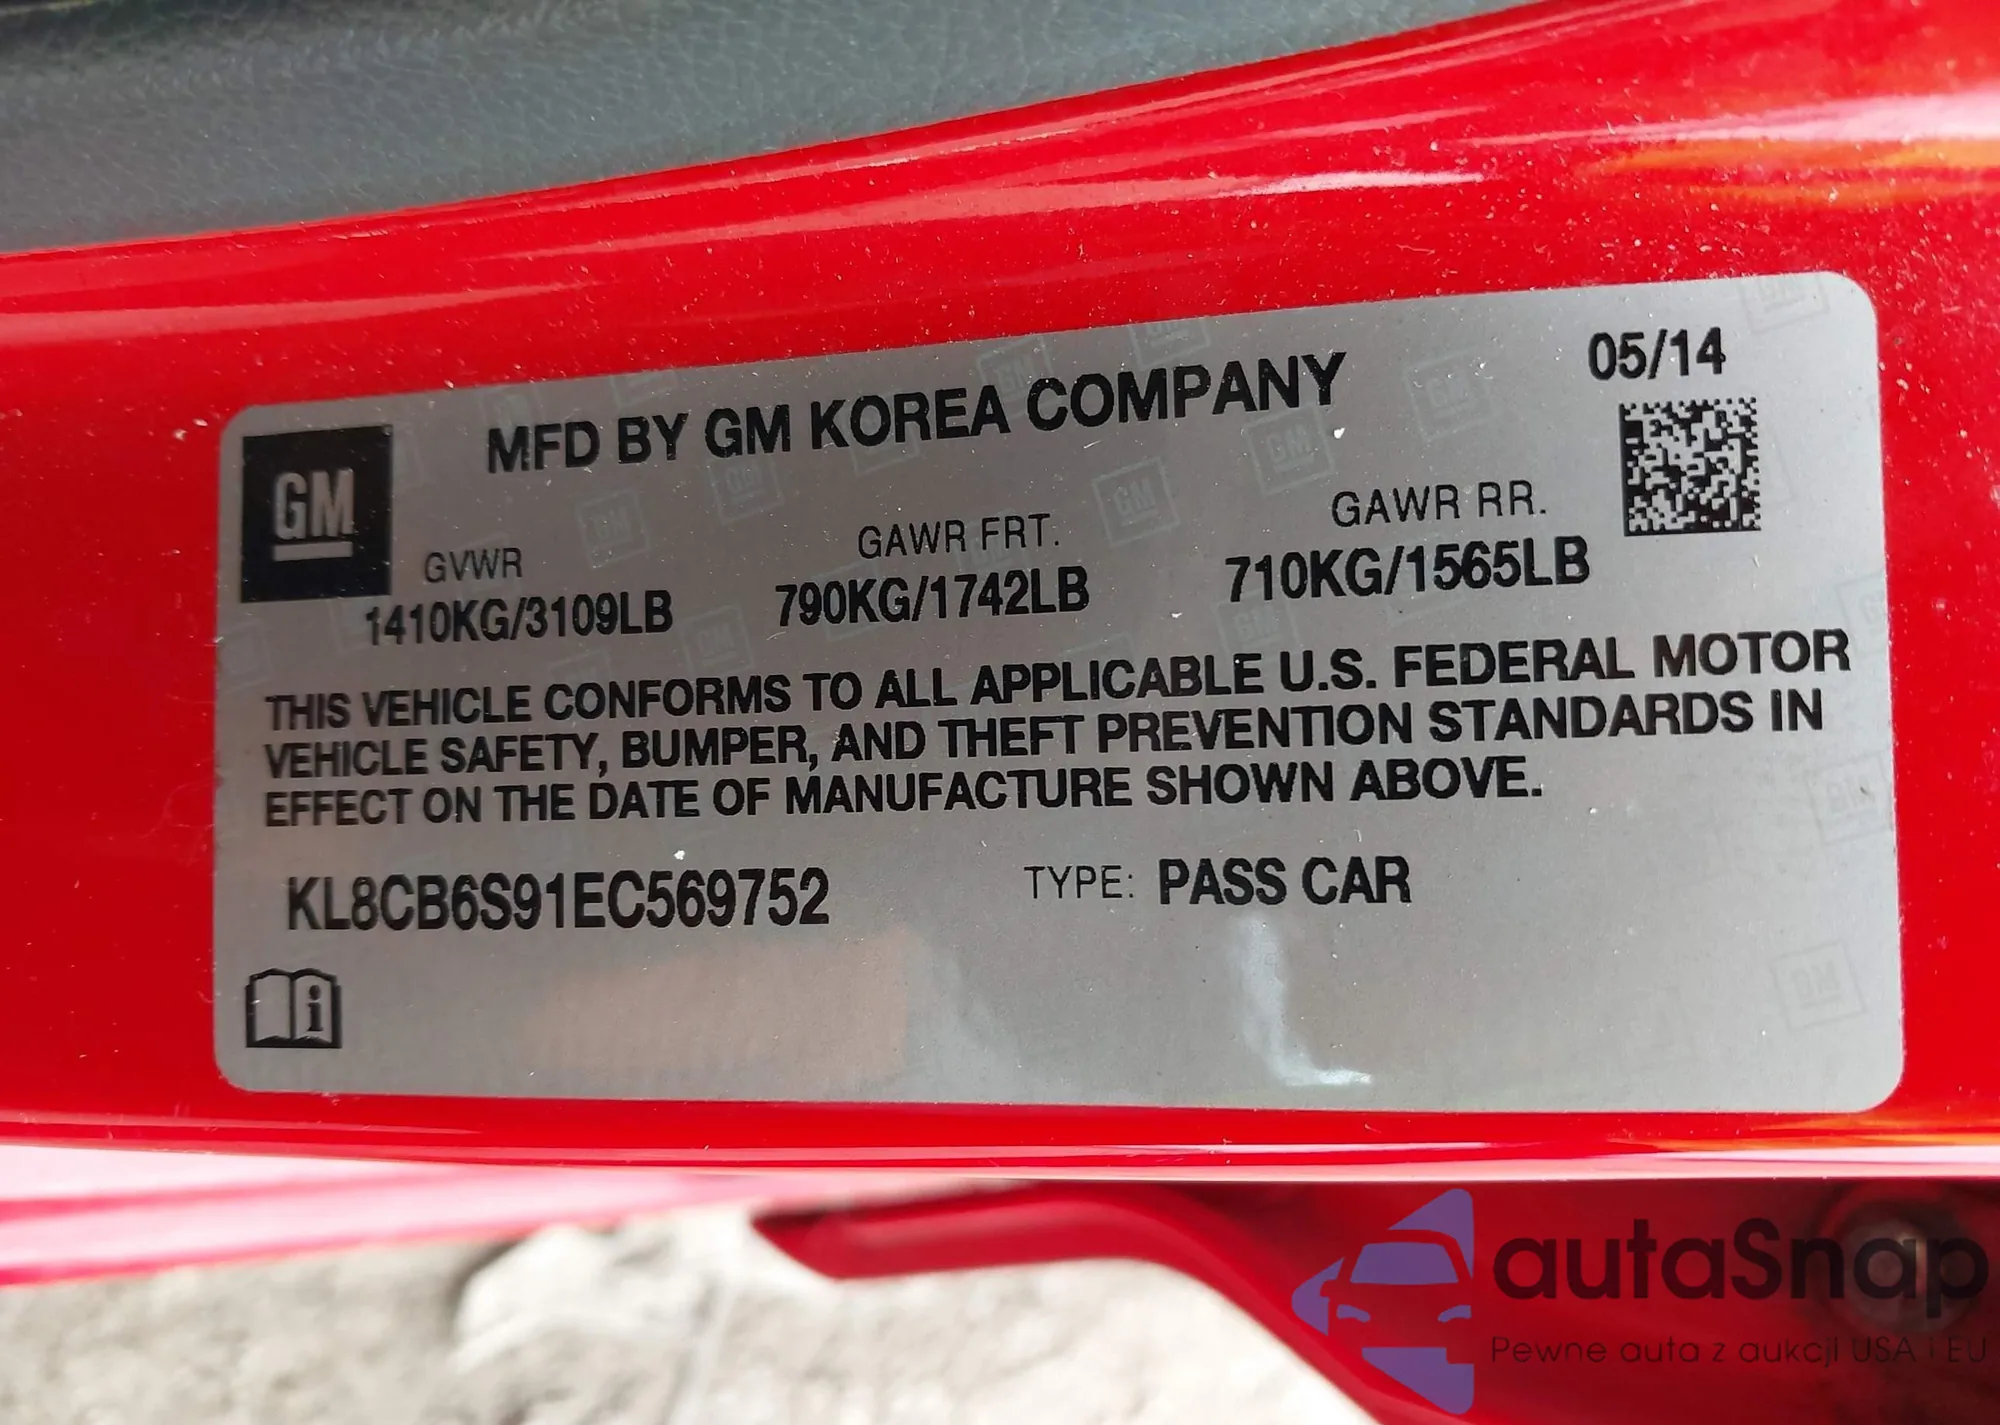 05/14
MFD BY GM KOREA COMPANY
GM
GVWR GAWR FRT. GAWR RR.
1410KG/3109LB 790KG/1742LB 710KG/1565LB
THIS VEHICLE CONFORMS TO ALL APPLICABLE U.S. FEDERAL MOTOR
VEHICLE SAFETY, BUMPER, AND THEFT PREVENTION STANDARDS IN
EFFECT ON THE DATE OF MANUFACTURE SHOWN ABOVE.
KL8CB6S91EC569752 TYPE: PASS CAR
i
autaSnap
Pewne auta z aukcji USA i EU